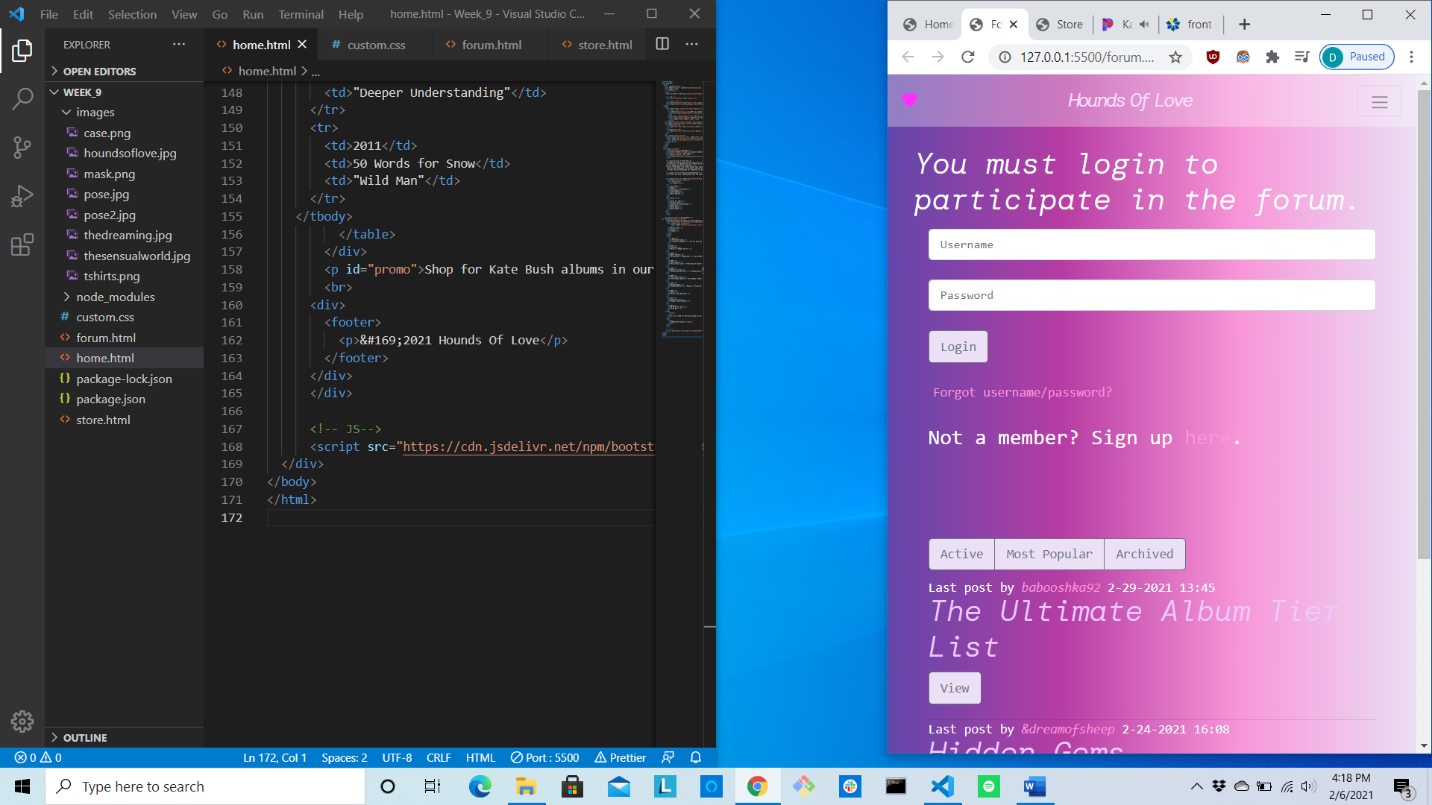 File Edit Selection View Go Run Terminal Help home.html - Week_9 - Visual Studio C...
EXPLORER
OPEN EDITORS
WEEK_9
images
case.png
houndsoflove.jpg
mask.png
pose.jpg
pose2.jpg
thedreaming.jpg
thesensualworld.jpg
tshirts.png
node_modules
custom.css
forum.html
home.html
package-lock.json
package.json
store.html
OUTLINE
home.html custom.css forum.html store.html
home.html > ...
148 <td>"Deeper Understanding"</td>
149 </tr>
150 <tr>
151 <td>2011</td>
152 <td>50 Words for Snow</td>
153 <td>"Wild Man"</td>
154 </tr>
155 </tbody>
156 </table>
157 </div>
158 <p id="promo">Shop for Kate Bush albums in our
159 <br>
160 <div>
161 <footer>
162 <p>&#169;2021 Hounds Of Love</p>
163 </footer>
164 </div>
165 </div>
166
167 <!-- JS-->
168 <script src="https://cdn.jsdelivr.net/npm/bootst
169 </div>
170 </body>
171 </html>
172
0 0 Ln 172, Col 1 Spaces: 2 UTF-8 CRLF HTML Port : 5500 Prettier
Home Fo Store Ka front
127.0.0.1:5500/forum.... D Paused
Hounds Of Love
You must login to
participate in the forum.
Username
Password
Login
Forgot username/password?
Not a member? Sign up here.
Active Most Popular Archived
Last post by babooshka92 2-29-2021 13:45
The Ultimate Album Tier
List
View
Last post by &dreamofsheep 2-24-2021 16:08
Hidden Gems
Type here to search
4:18 PM
2/6/2021
3